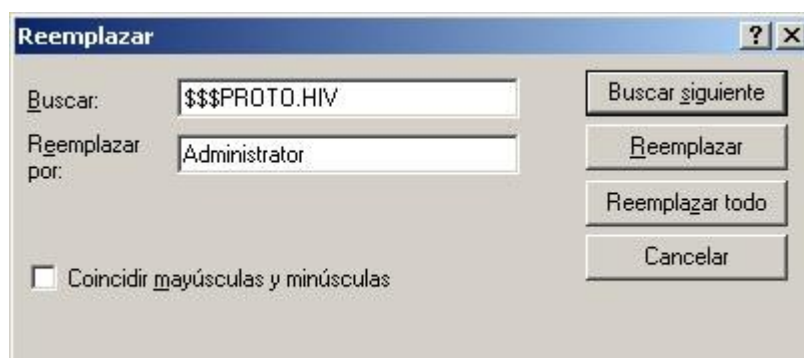 Reemplazar
Buscar: $$$PROTO.HIV Buscar siguiente
Reemplazar por: Administrator Reemplazar
Reemplazar todo
Cancelar
Coincidir mayúsculas y minúsculas